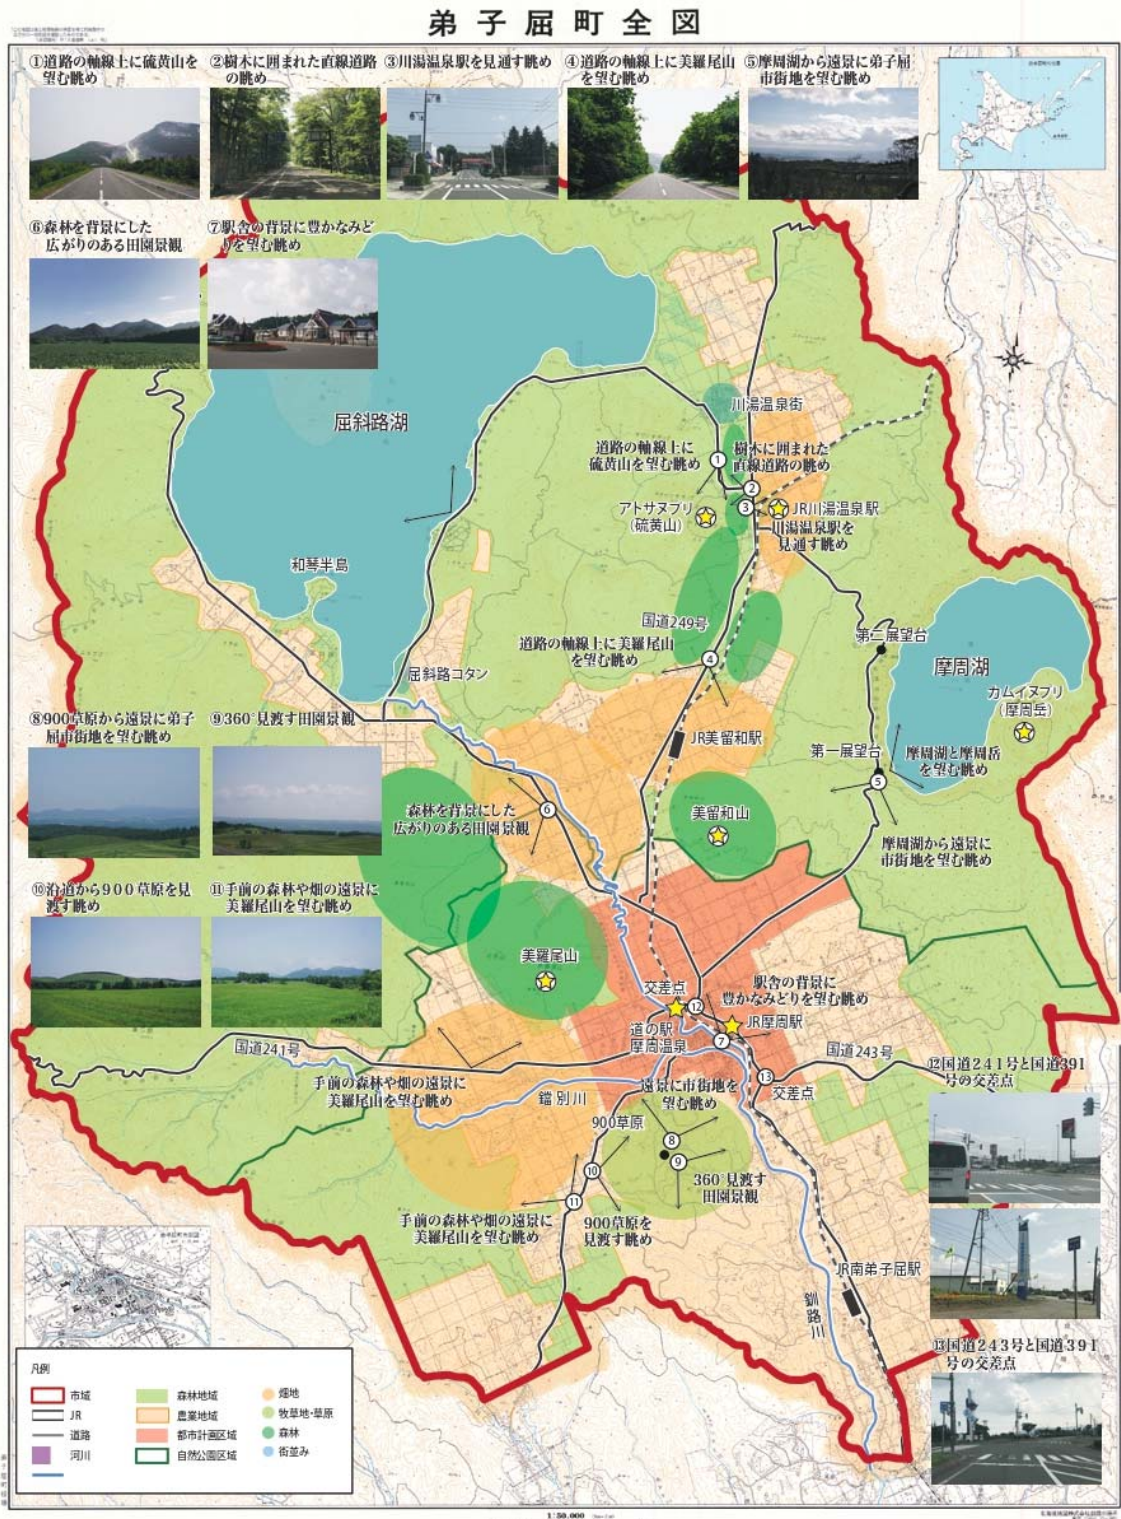 弟子屈町全図
①道路の軸線上に硫黄山を
望む眺め
②樹木に囲まれた直線道路
の眺め
③川湯温泉駅を見通す眺め
④道路の軸線上に美羅尾山
を望む眺め
⑤摩周湖から遠景に弟子屈
市街地を望む眺め
⑥森林を背景にした
広がりのある田園景観
⑦駅舎の背景に豊かなみど
りを望む眺め
屈斜路湖
川湯温泉街
道路の軸線上に
硫黄山を望む眺め
樹木に囲まれた
直線道路の眺め
1
2
3
アトサヌプリ
(硫黄山)
JR川湯温泉駅
川湯温泉駅を
見通す眺め
和琴半島
国道249号
道路の軸線上に美羅尾山
を望む眺め
4
第二展望台
摩周湖
カムイヌプリ
(摩周岳)
屈斜路コタン
⑧900草原から遠景に弟子
屈市街地を望む眺め
⑨360°見渡す田園景観
JR美留和駅
第一展望台
摩周湖と摩周岳
を望む眺め
5
6
森林を背景にした
広がりのある田園景観
美留和山
摩周湖から遠景に
市街地を望む眺め
⑩沿道から900草原を見
渡す眺め
⑪手前の森林や畑の遠景に
美羅尾山を望む眺め
美羅尾山
交差点
12
駅舎の背景に
豊かなみどりを望む眺め
道の駅
摩周温泉
JR摩周駅
7
国道241号
国道243号
⑫国道241号と国道391
号の交差点
手前の森林や畑の遠景に
美羅尾山を望む眺め
鐺別川
遠景に市街地を
望む眺め
13
交差点
900草原
8
9
10
11
360°見渡す
田園景観
手前の森林や畑の遠景に
美羅尾山を望む眺め
900草原を
見渡す眺め
JR南弟子屈駅
釧路川
⑬国道243号と国道391
号の交差点
凡例
市域
JR
道路
河川
森林地域
農業地域
都市計画区域
自然公園区域
畑地
牧草地・草原
森林
街並み
1:50,000